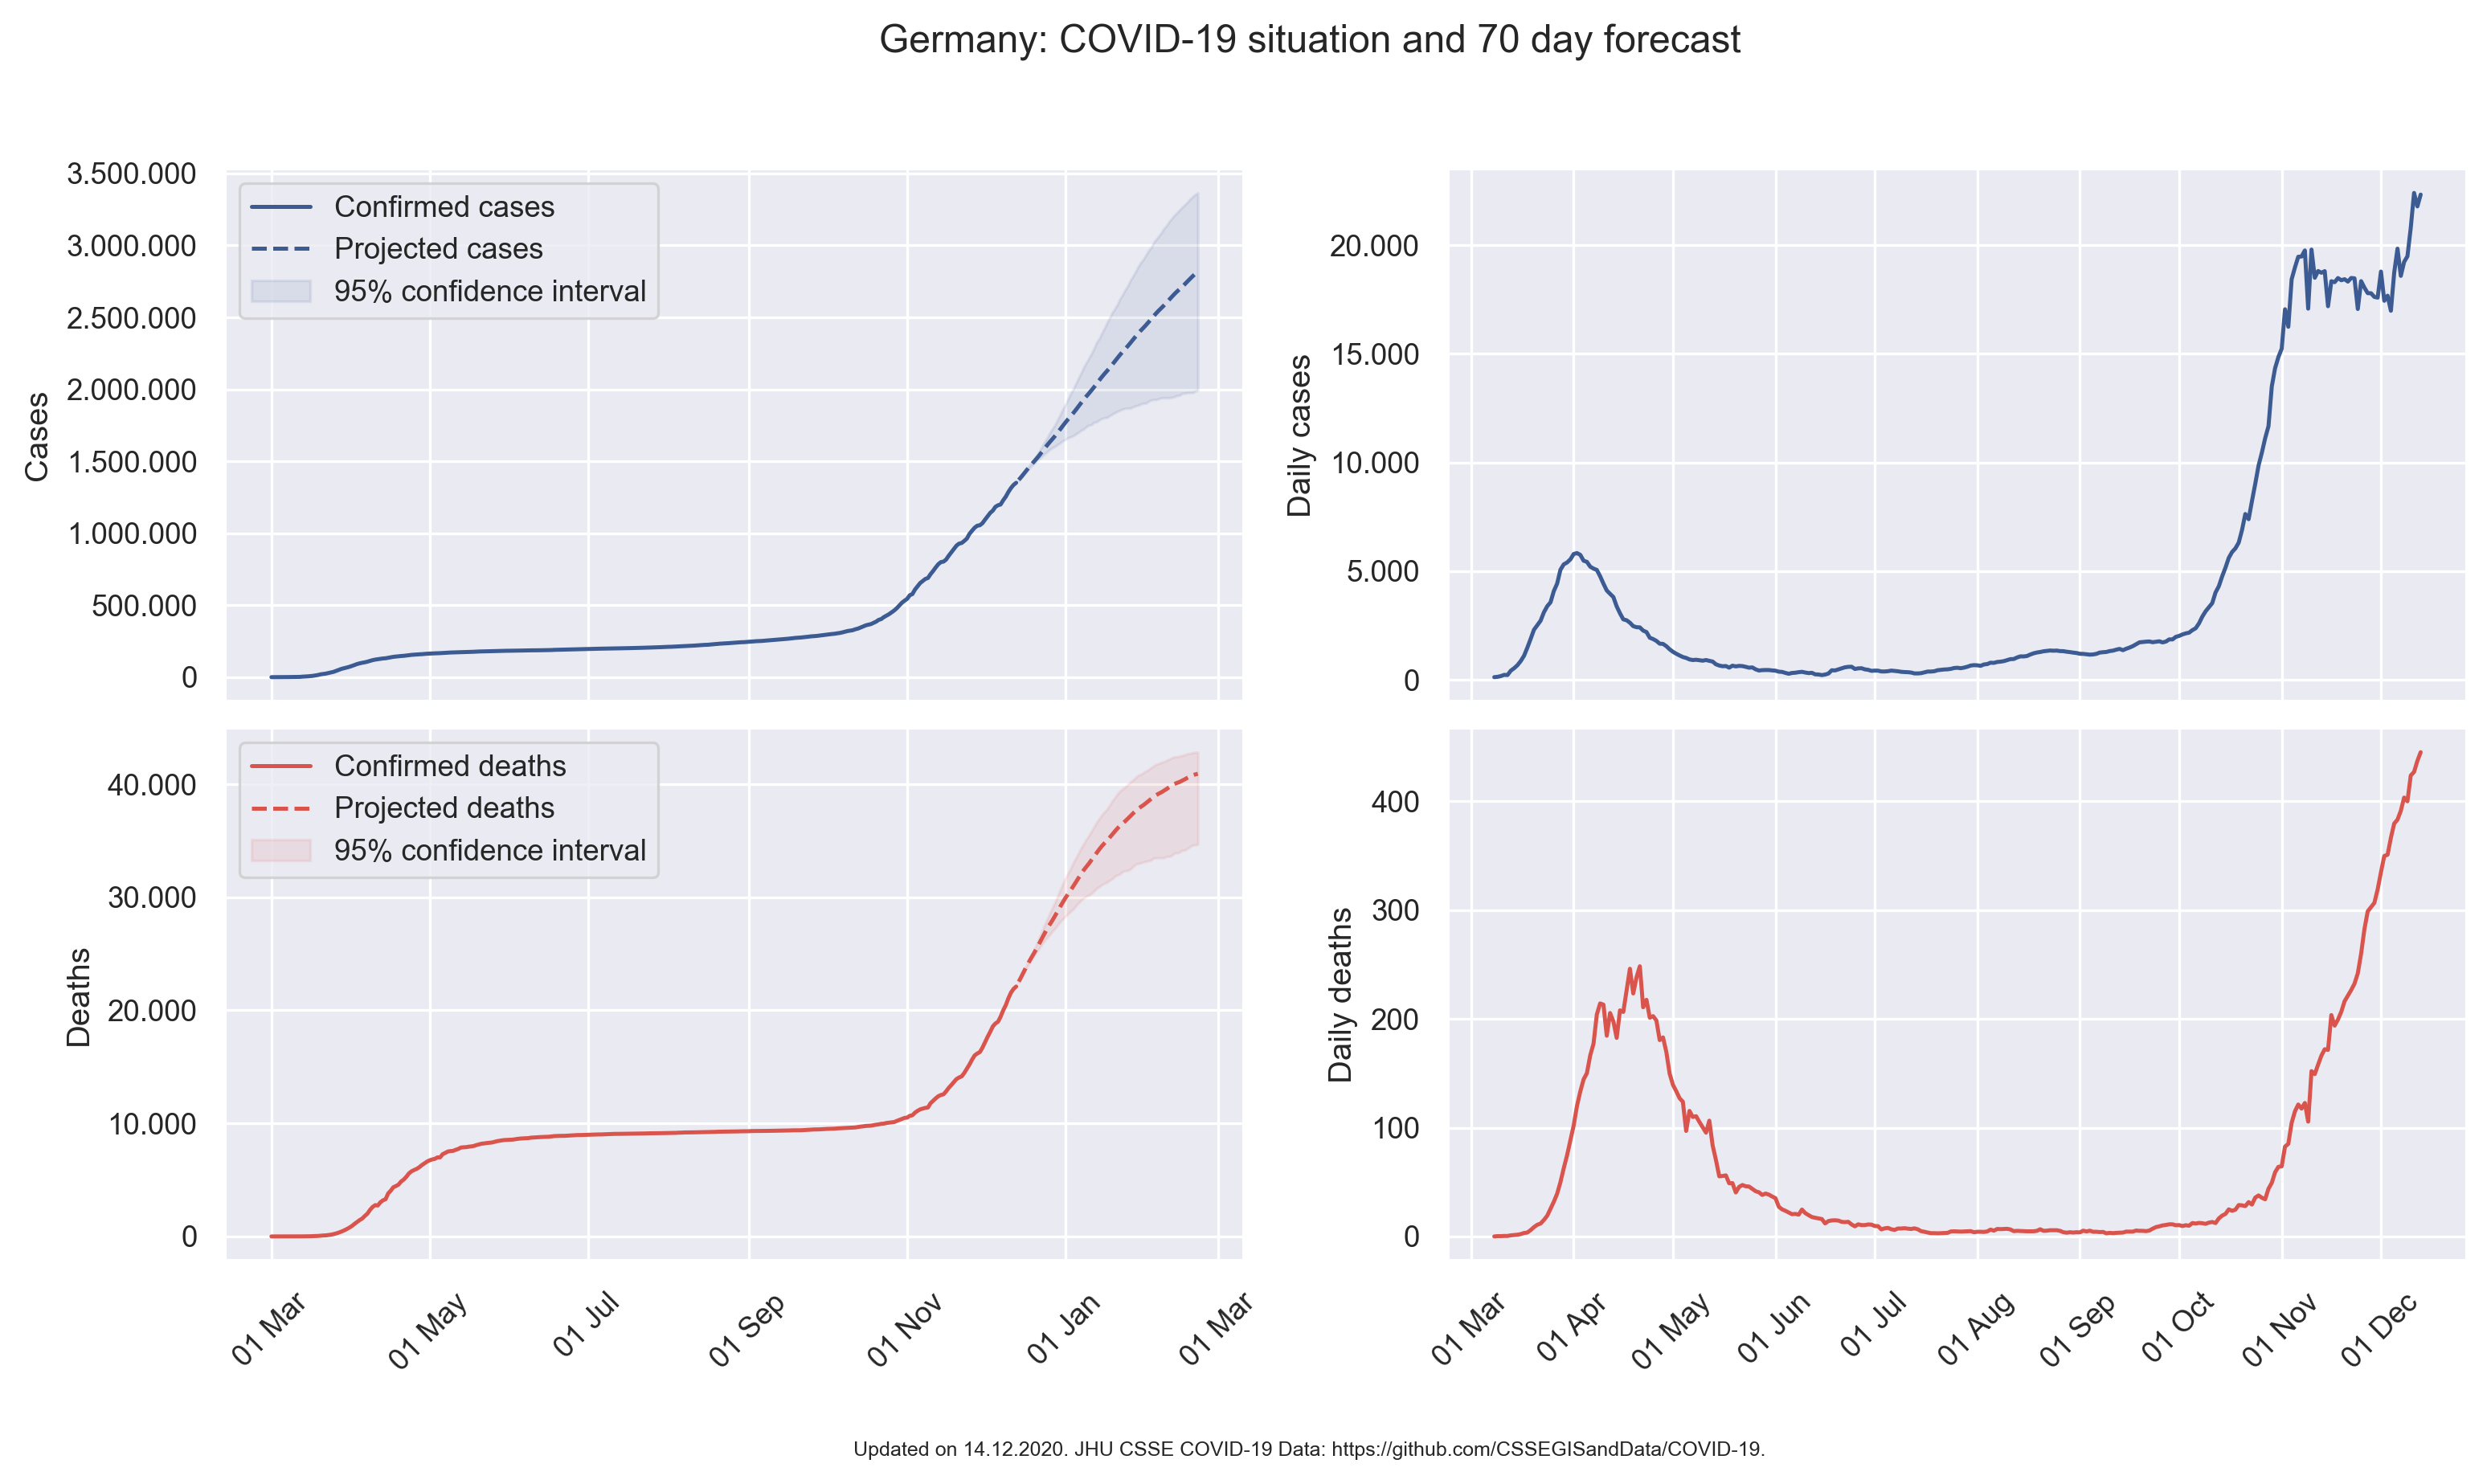 Germany: COVID-19 situation and 70 day forecast
3.500.000
3.000.000
2.500.000
2.000.000
1.500.000
1.000.000
500.000
0
Cases
Confirmed cases
Projected cases
95% confidence interval
20.000
15.000
10.000
5.000
0
Daily cases
40.000
30.000
20.000
10.000
0
Deaths
Confirmed deaths
Projected deaths
95% confidence interval
01 Mar
01 May
01 Jul
01 Sep
01 Nov
01 Jan
01 Mar
400
300
200
100
0
Daily deaths
01 Mar
01 Apr
01 May
01 Jun
01 Jul
01 Aug
01 Sep
01 Oct
01 Nov
01 Dec
Updated on 14.12.2020. JHU CSSE COVID-19 Data: https://github.com/CSSEGISandData/COVID-19.